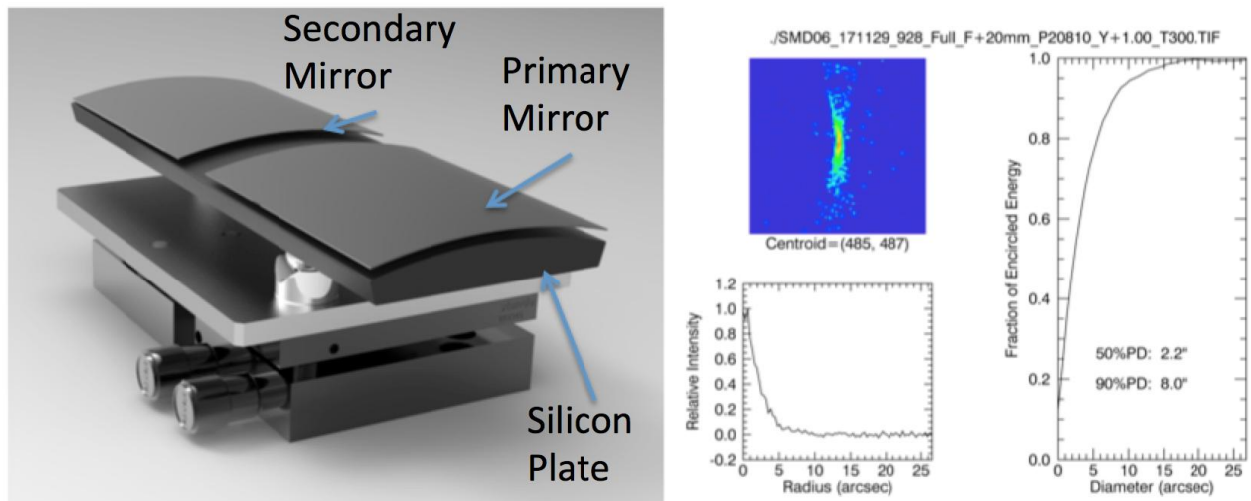 Secondary
Mirror
Primary
Mirror
Silicon
Plate
./SMD06_171129_928_Full_F+20mm_P20810_Y+1.00_T300.TIF
Centroid=(485, 487)
1.2
1.0
0.8
0.6
0.4
0.2
0.0
-0.2
Relative Intensity
0 5 10 15 20 25
Radius (arcsec)
1.0
0.8
0.6
0.4
0.2
0.0
Fraction of Encircled Energy
50%PD: 2.2"
90%PD: 8.0"
0 5 10 15 20 25
Diameter (arcsec)